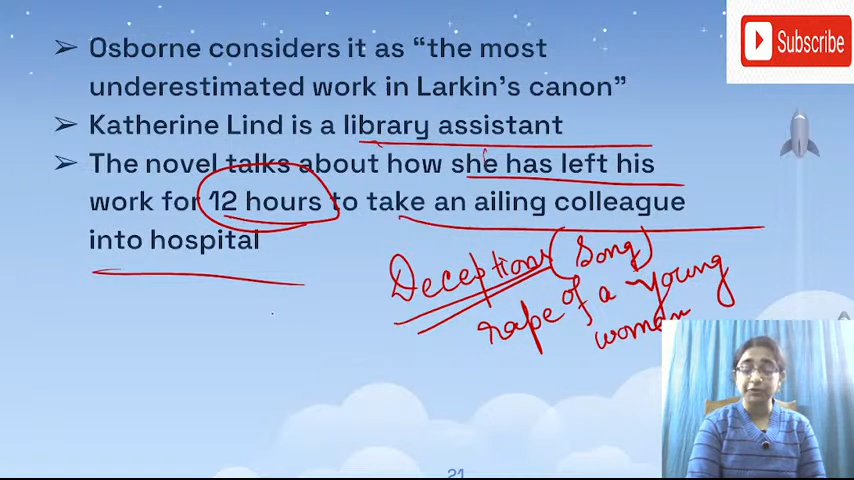 Subscribe
➢ Osborne considers it as “the most
underestimated work in Larkin’s canon”
➢ Katherine Lind is a library assistant
➢ The novel talks about how she has left his
work for 12 hours to take an ailing colleague
into hospital
Deceptions (Song)
rape of a young
woman
21